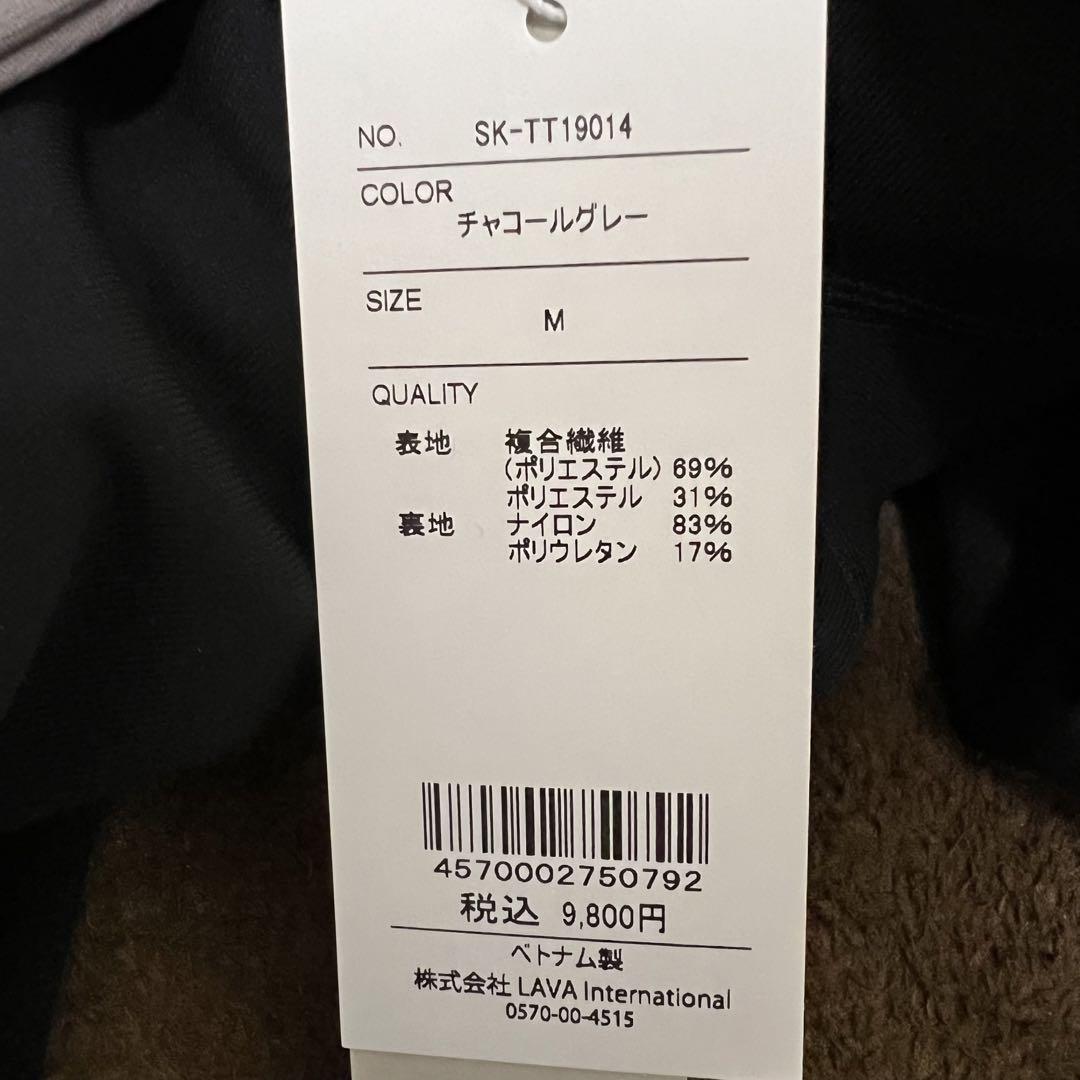 NO. SK-TT19014
COLOR
チャコールグレー
SIZE
M
QUALITY
表地 複合繊維
(ポリエステル) 69%
ポリエステル 31%
裏地 ナイロン 83%
ポリウレタン 17%
4570002750792
税込 9,800円
ベトナム製
株式会社 LAVA International
0570-00-4515